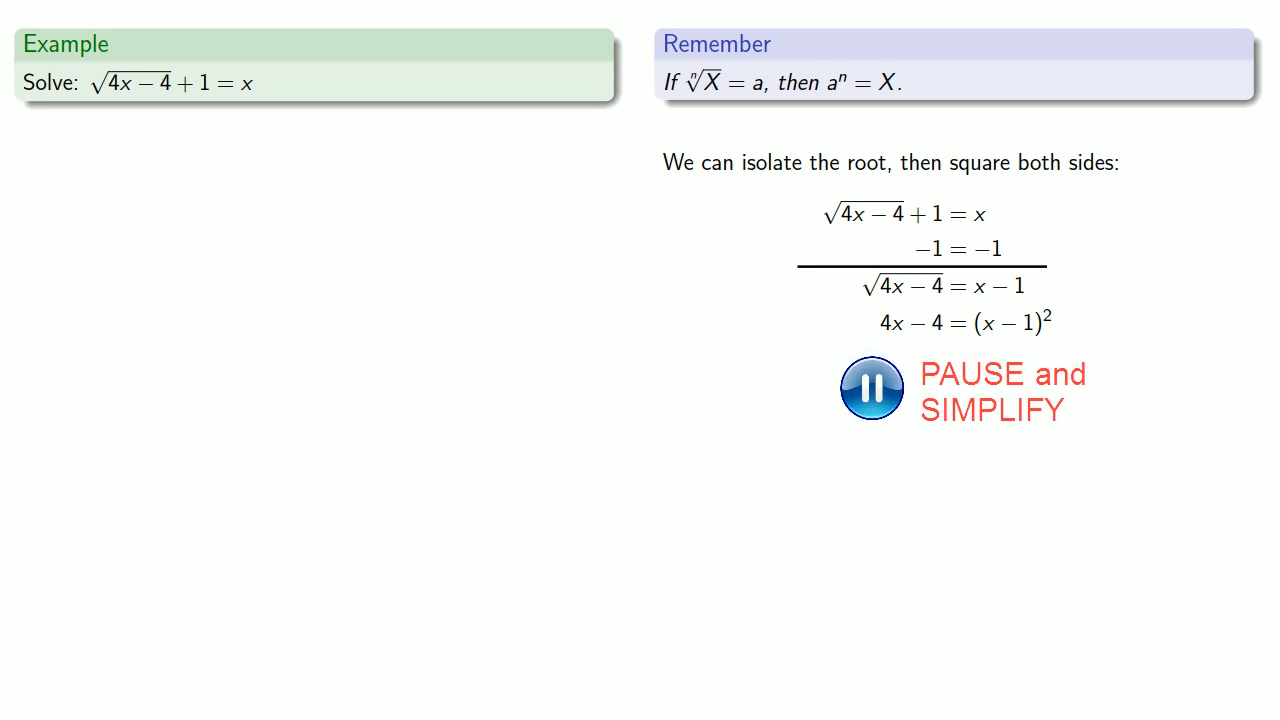 Example
Solve: √(4x − 4) + 1 = x
Remember
If ⁿ√X = a, then aⁿ = X.
We can isolate the root, then square both sides:
√(4x − 4) + 1 = x
−1 = −1
√(4x − 4) = x − 1
4x − 4 = (x − 1)²
PAUSE and
SIMPLIFY